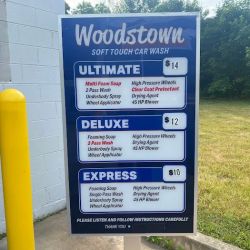 Woodstown
SOFT TOUCH CAR WASH
ULTIMATE $14
Multi Foam Soap High Pressure Wheels
2 Pass Wash Clear Coat Protectant
Underbody Spray Drying Agent
Wheel Applicator 45 HP Blower
DELUXE $12
Foaming Soap High Pressure Wheels
2 Pass Wash Drying Agent
Underbody Spray 45 HP Blower
Wheel Applicator
EXPRESS $10
Foaming Soap High Pressure Wheels
Single Pass Wash Drying Agent
Underbody Spray 45 HP Blower
Wheel Applicator
PLEASE LISTEN AND FOLLOW INSTRUCTIONS CAREFULLY
THANK YOU